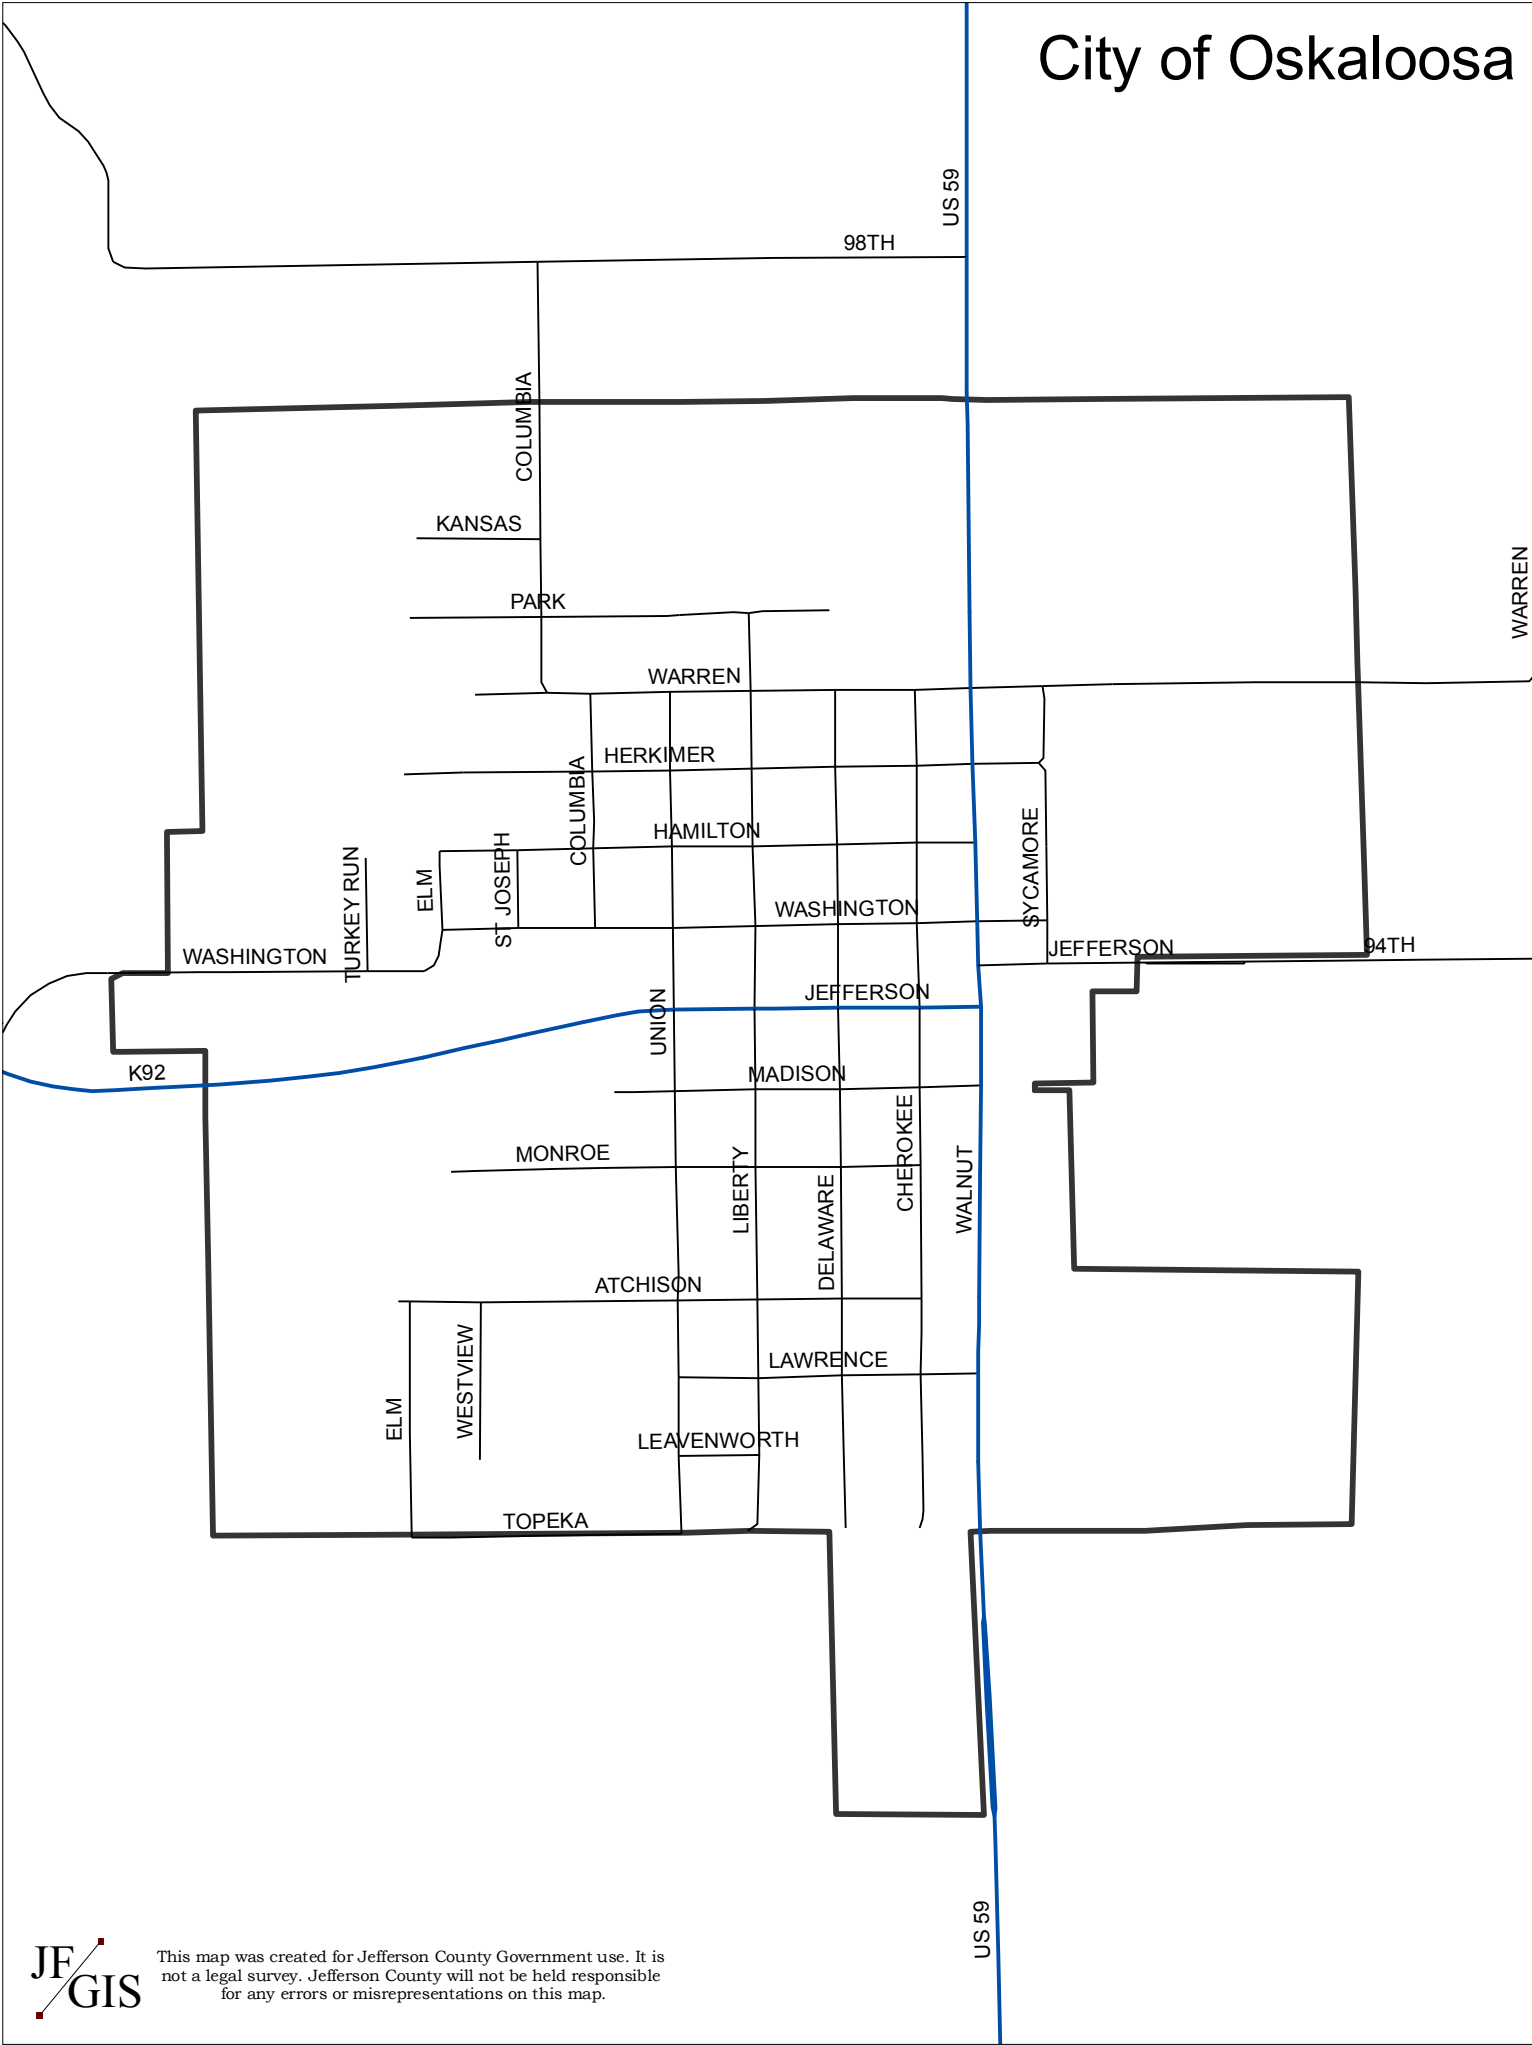 City of Oskaloosa
US 59
98TH
COLUMBIA
KANSAS
WARREN
PARK
WARREN
HERKIMER
COLUMBIA
HAMILTON
SYCAMORE
ST JOSEPH
TURKEY RUN
ELM
WASHINGTON
WASHINGTON
JEFFERSON
94TH
JEFFERSON
UNION
K92
MADISON
CHEROKEE
MONROE
LIBERTY
WALNUT
DELAWARE
ATCHISON
WESTVIEW
LAWRENCE
ELM
LEAVENWORTH
TOPEKA
US 59
JF
GIS
This map was created for Jefferson County Government use. It is
not a legal survey. Jefferson County will not be held responsible
for any errors or misrepresentations on this map.